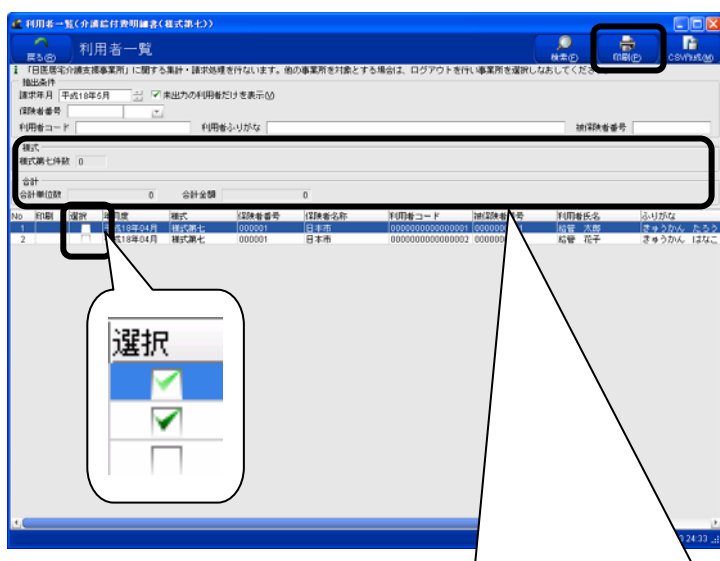 利用者一覧(介護給付費明細書(様式第七))
戻る(R) 利用者一覧 検索(F) 印刷(P) CSV作成(M)
「日医居宅介護支援事業所」に関する集計・請求処理を行ないます。他の事業所を対象とする場合は、ログアウトを行い事業所を選択しなおしてくださ
抽出条件
請求年月 平成18年5月 未出力の利用者だけを表示(V)
保険者番号
利用者コード 利用者ふりがな 被保険者番号
様式
様式第七件数 0
合計
合計単位数 0 合計金額 0
No 印刷 選択 年月度 様式 保険者番号 保険者名称 利用者コード 被保険者番号 利用者氏名 ふりがな
1 平成18年04月 様式第七 000001 日本市 0000000000000001 給管 太郎 きゅうかん たろう
2 18年04月 様式第七 000001 日本市 0000000000000002 給管 花子 きゅうかん はなこ
選択
24:33